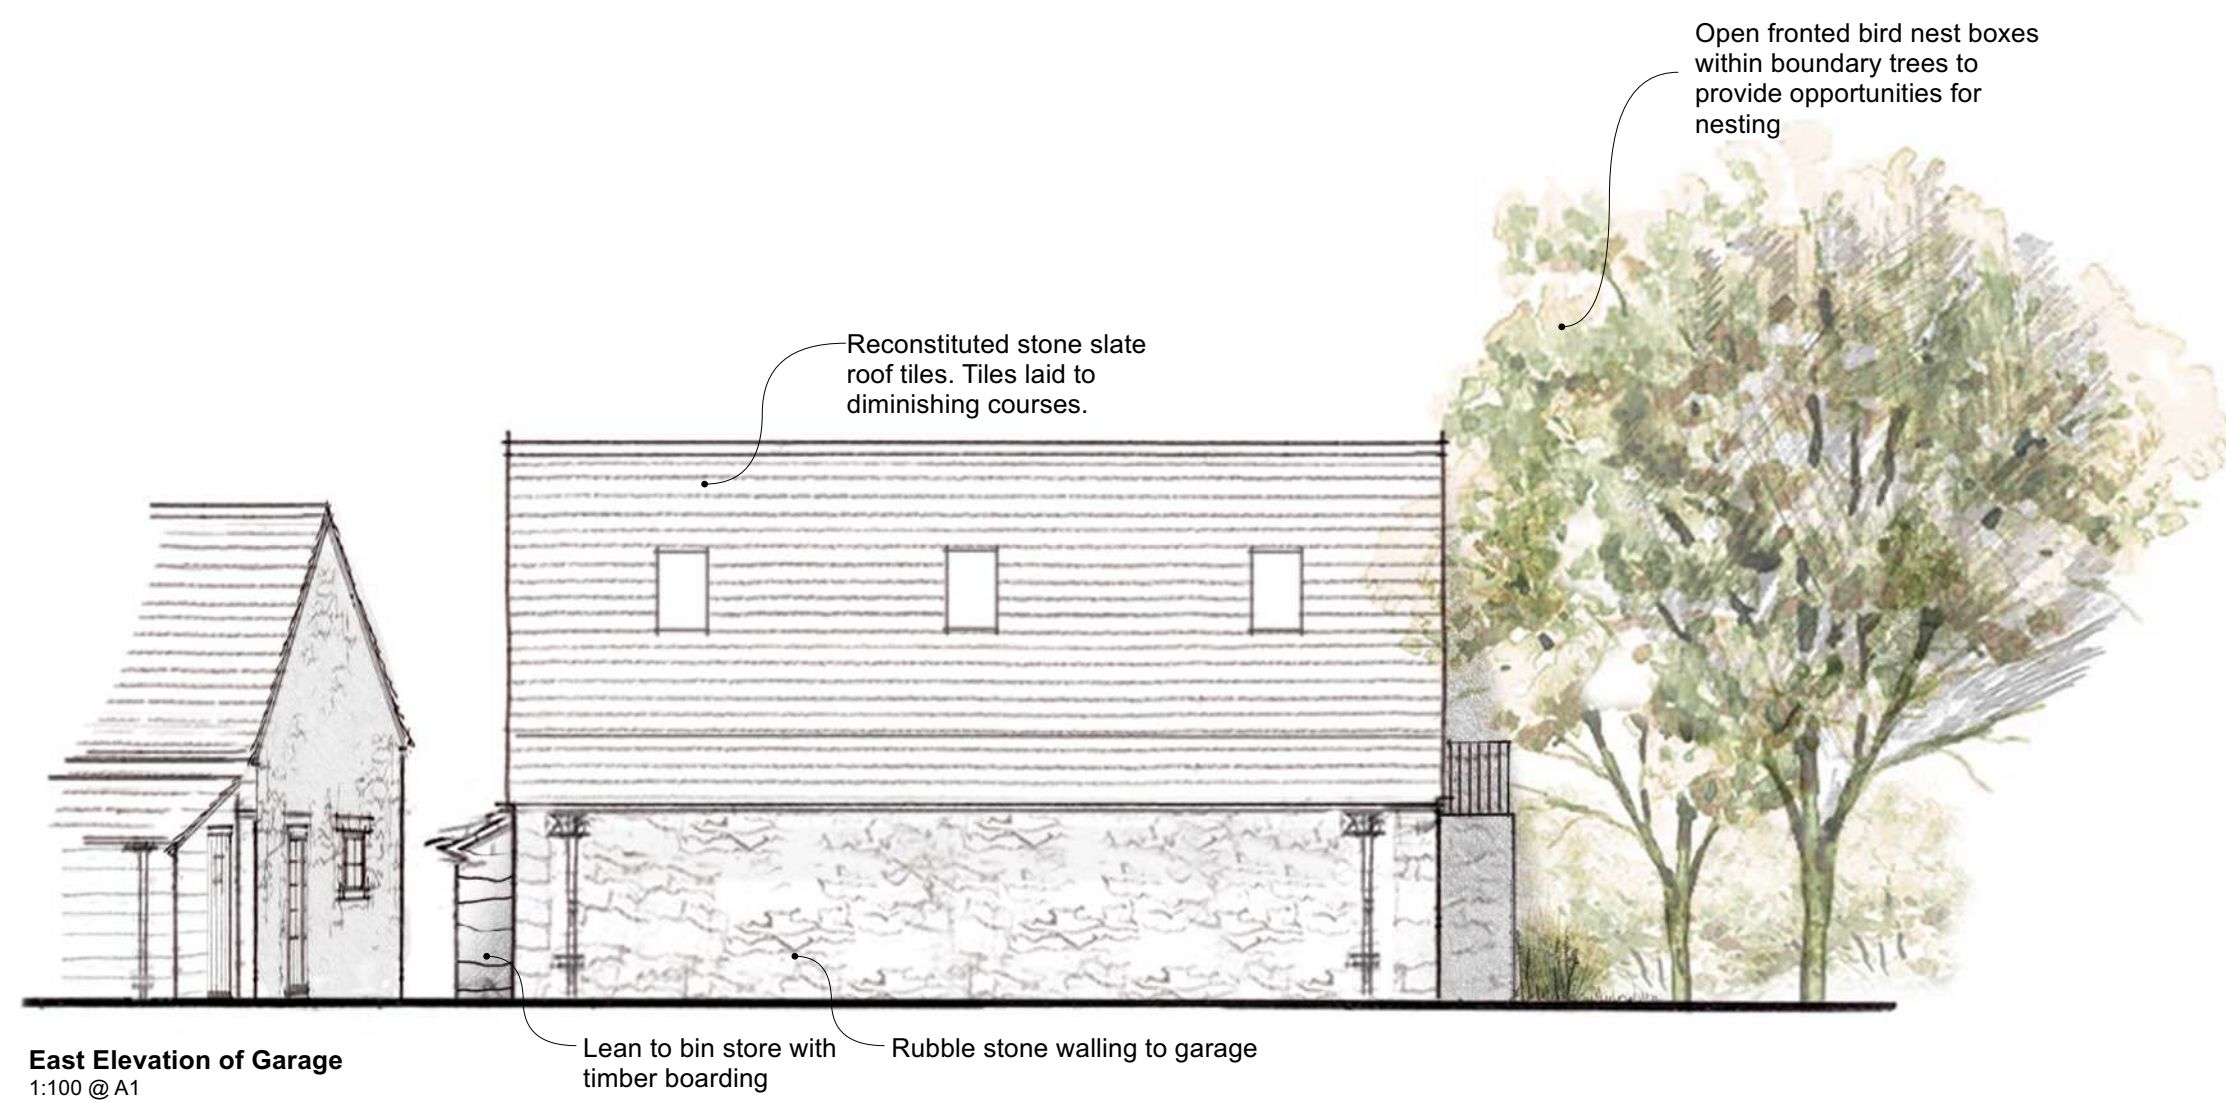 Open fronted bird nest boxes
within boundary trees to
provide opportunities for
nesting
Reconstituted stone slate
roof tiles. Tiles laid to
diminishing courses.
Lean to bin store with
timber boarding
Rubble stone walling to garage
East Elevation of Garage
1:100 @ A1